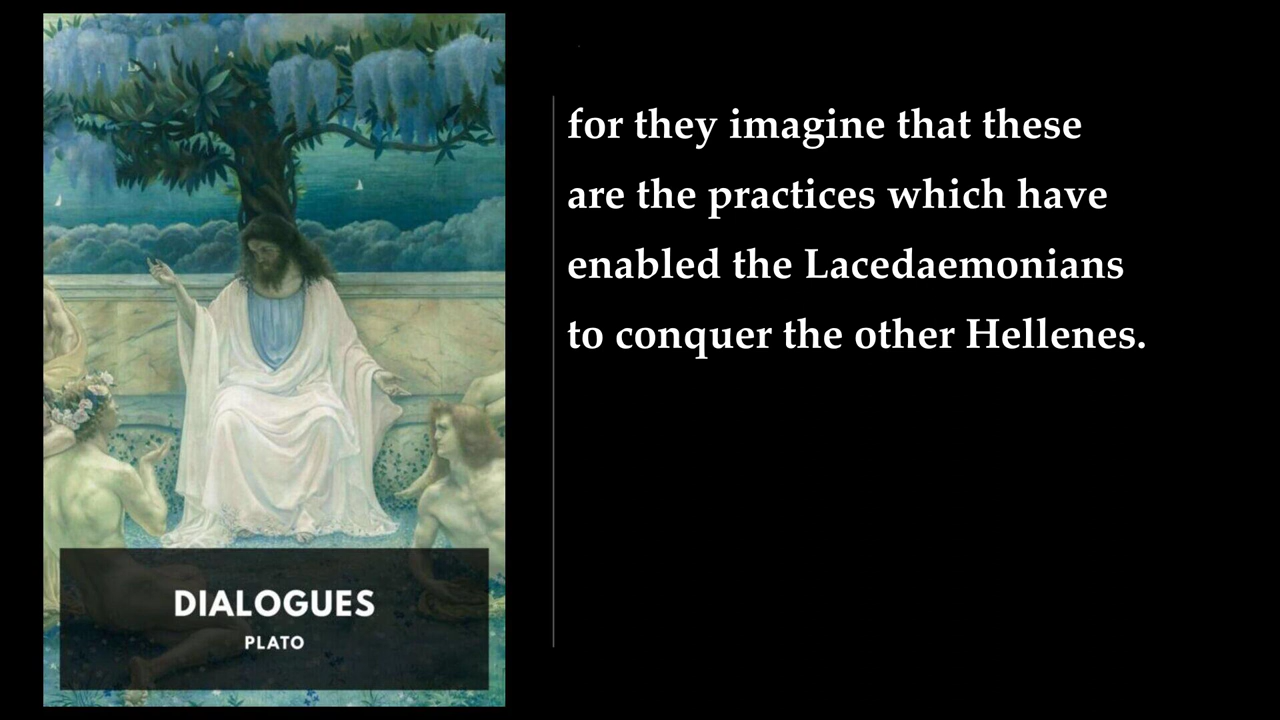 for they imagine that these
are the practices which have
enabled the Lacedaemonians
to conquer the other Hellenes.
DIALOGUES
PLATO